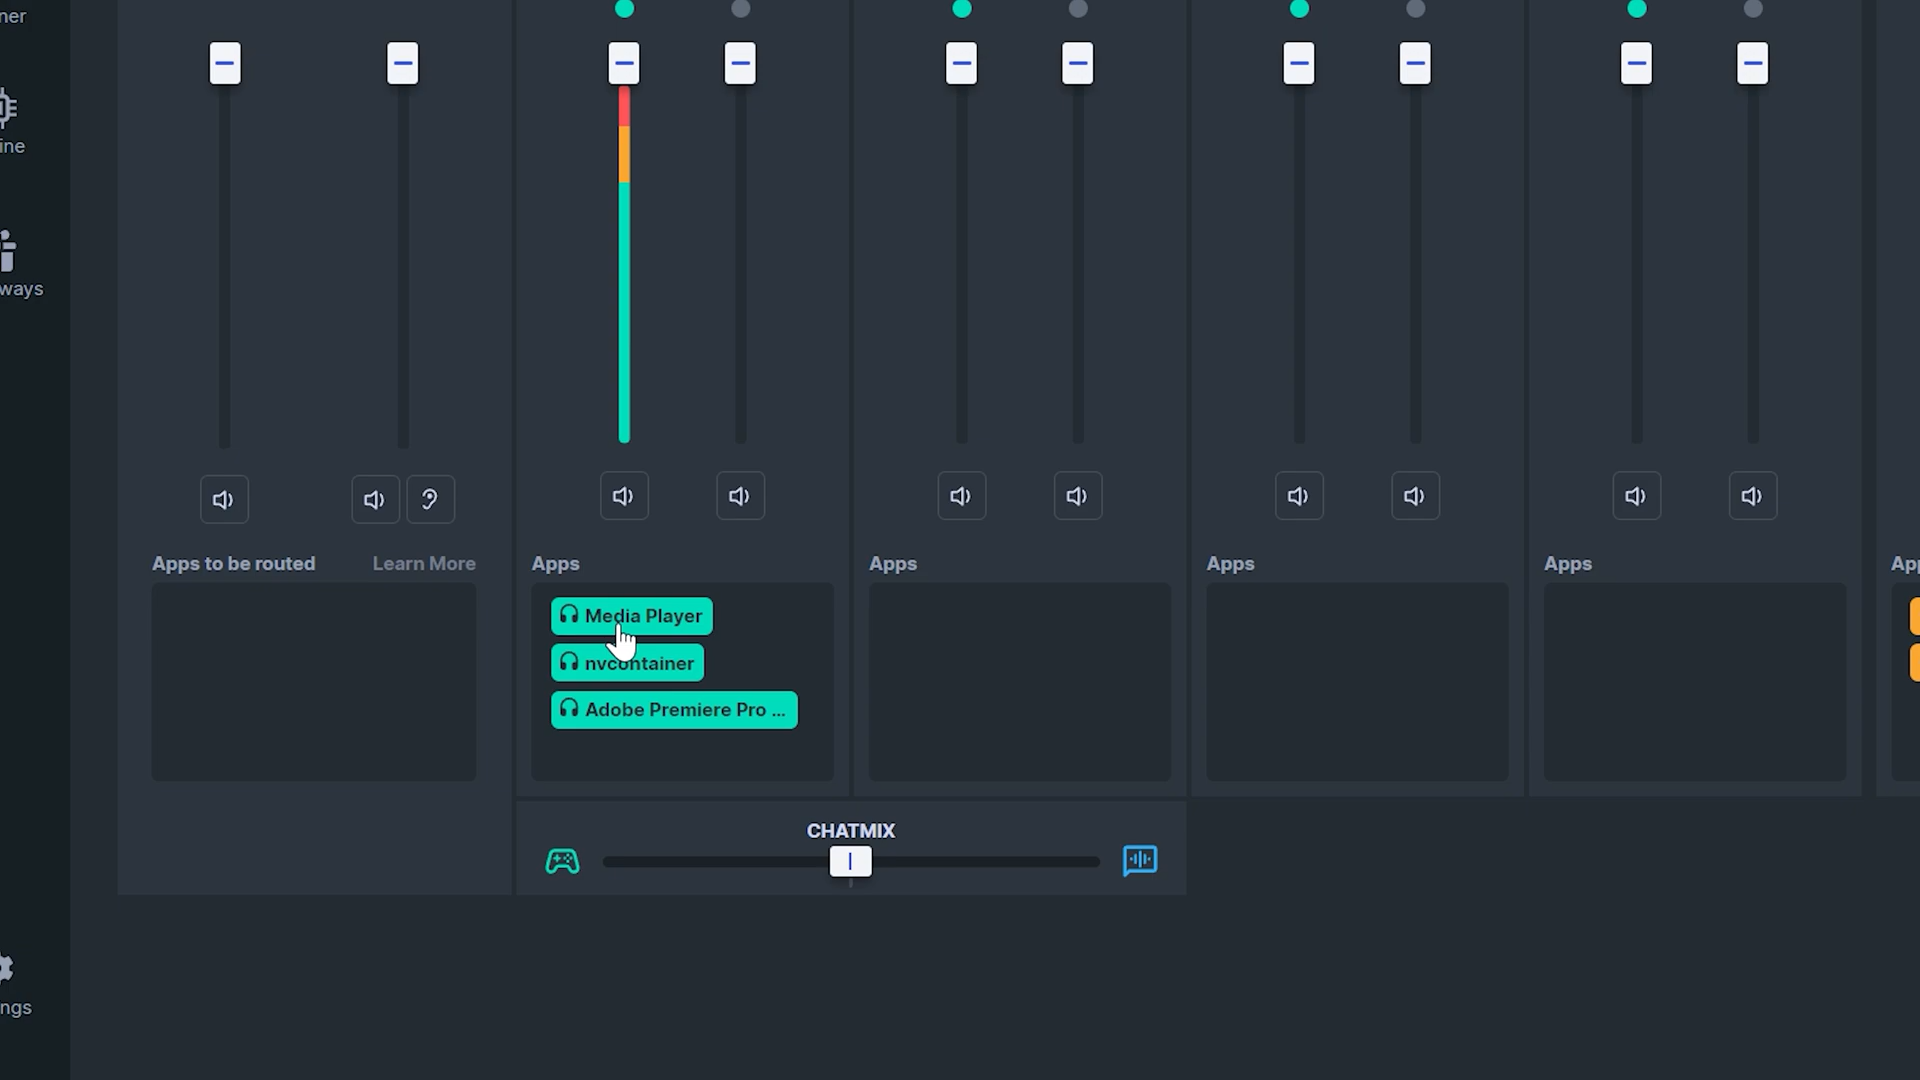 ner
ine
ways
Apps to be routed
Learn More
Apps
Apps
Apps
Apps
App
Media Player
nvcontainer
Adobe Premiere Pro ...
CHATMIX
ngs